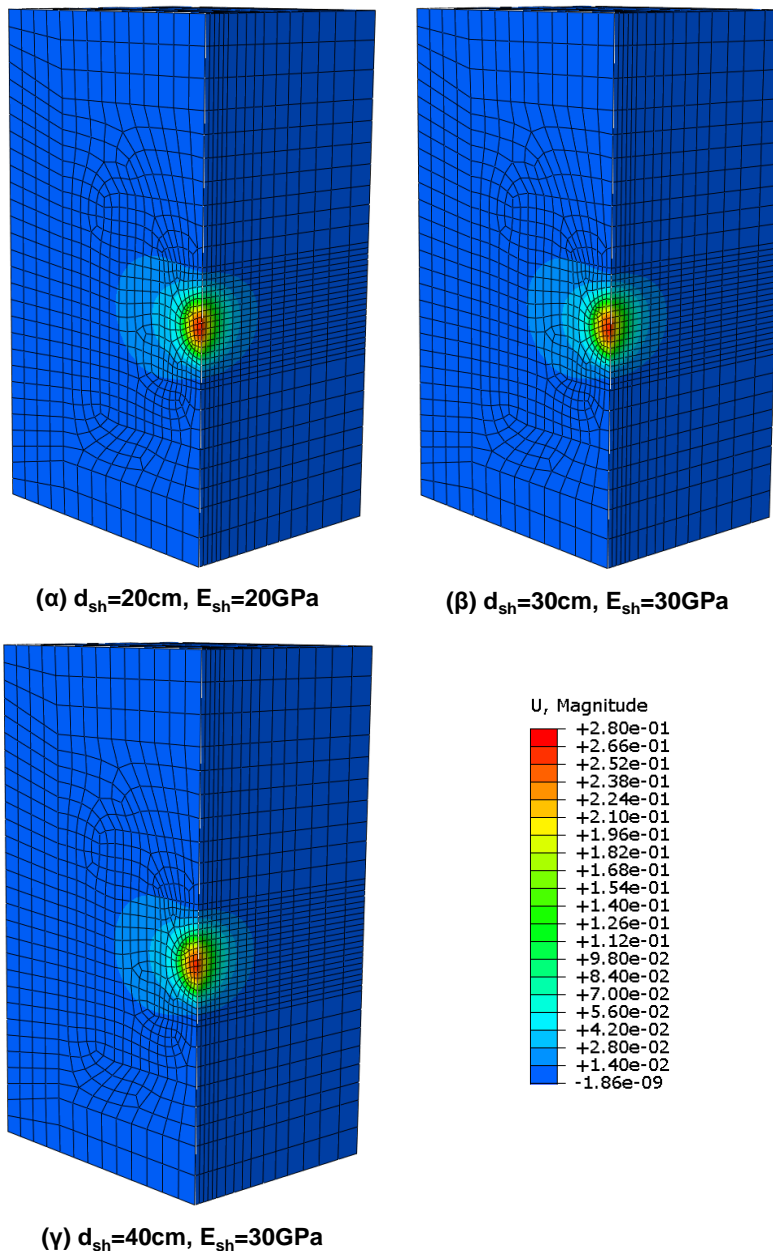 (α) dsh=20cm, Esh=20GPa
(β) dsh=30cm, Esh=30GPa
U, Magnitude
+2.80e-01
+2.66e-01
+2.52e-01
+2.38e-01
+2.24e-01
+2.10e-01
+1.96e-01
+1.82e-01
+1.68e-01
+1.54e-01
+1.40e-01
+1.26e-01
+1.12e-01
+9.80e-02
+8.40e-02
+7.00e-02
+5.60e-02
+4.20e-02
+2.80e-02
+1.40e-02
-1.86e-09
(γ) dsh=40cm, Esh=30GPa